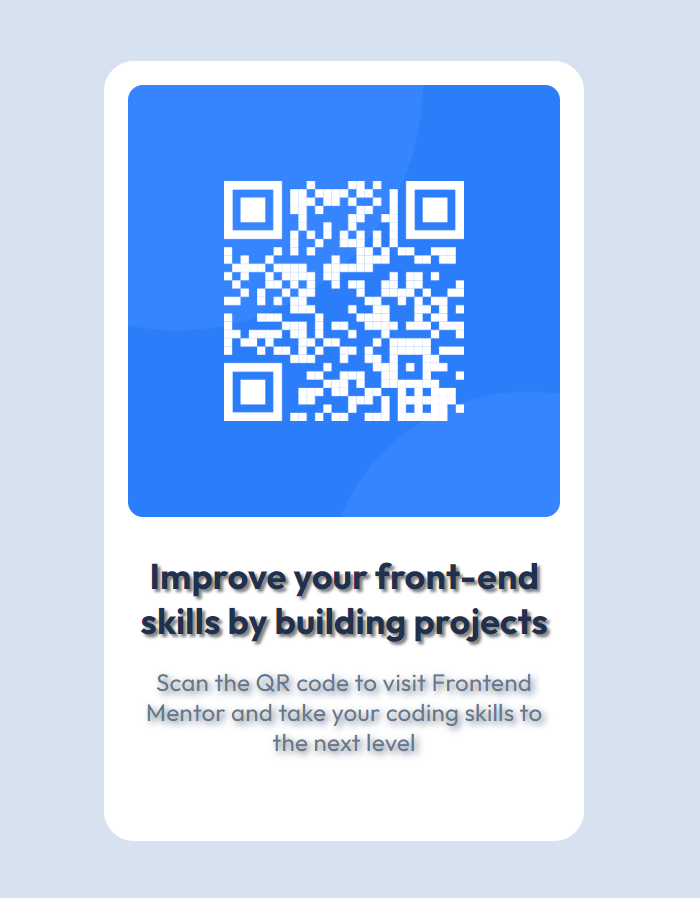 Improve your front-end
skills by building projects
Scan the QR code to visit Frontend
Mentor and take your coding skills to
the next level